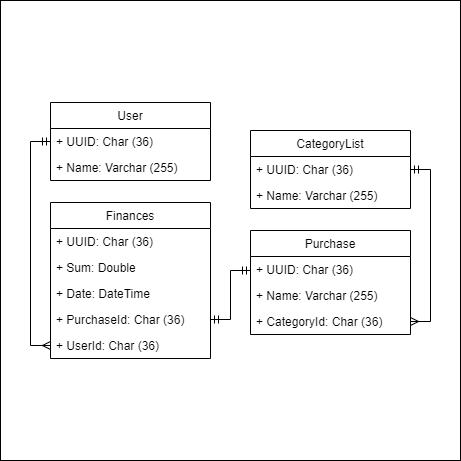 User
+ UUID: Char (36)
+ Name: Varchar (255)
Finances
+ UUID: Char (36)
+ Sum: Double
+ Date: DateTime
+ PurchaseId: Char (36)
+ UserId: Char (36)
CategoryList
+ UUID: Char (36)
+ Name: Varchar (255)
Purchase
+ UUID: Char (36)
+ Name: Varchar (255)
+ CategoryId: Char (36)